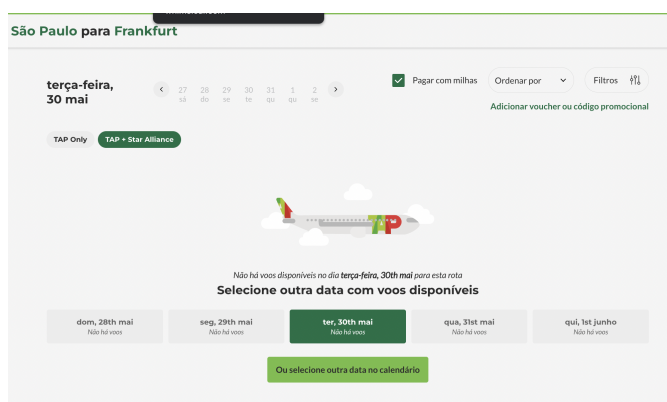 São Paulo para Frankfurt
terça-feira,
30 mai
27 28 29 30 31 1 2
sá do se te qu qu se
Pagar com milhas
Ordenar por
Filtros
Adicionar voucher ou código promocional
TAP Only TAP + Star Alliance
TAP
Não há voos disponíveis no dia terça-feira, 30th mai para esta rota
Selecione outra data com voos disponíveis
dom, 28th mai
Não há voos
seg, 29th mai
Não há voos
ter, 30th mai
Não há voos
qua, 31st mai
Não há voos
qui, 1st junho
Não há voos
Ou selecione outra data no calendário